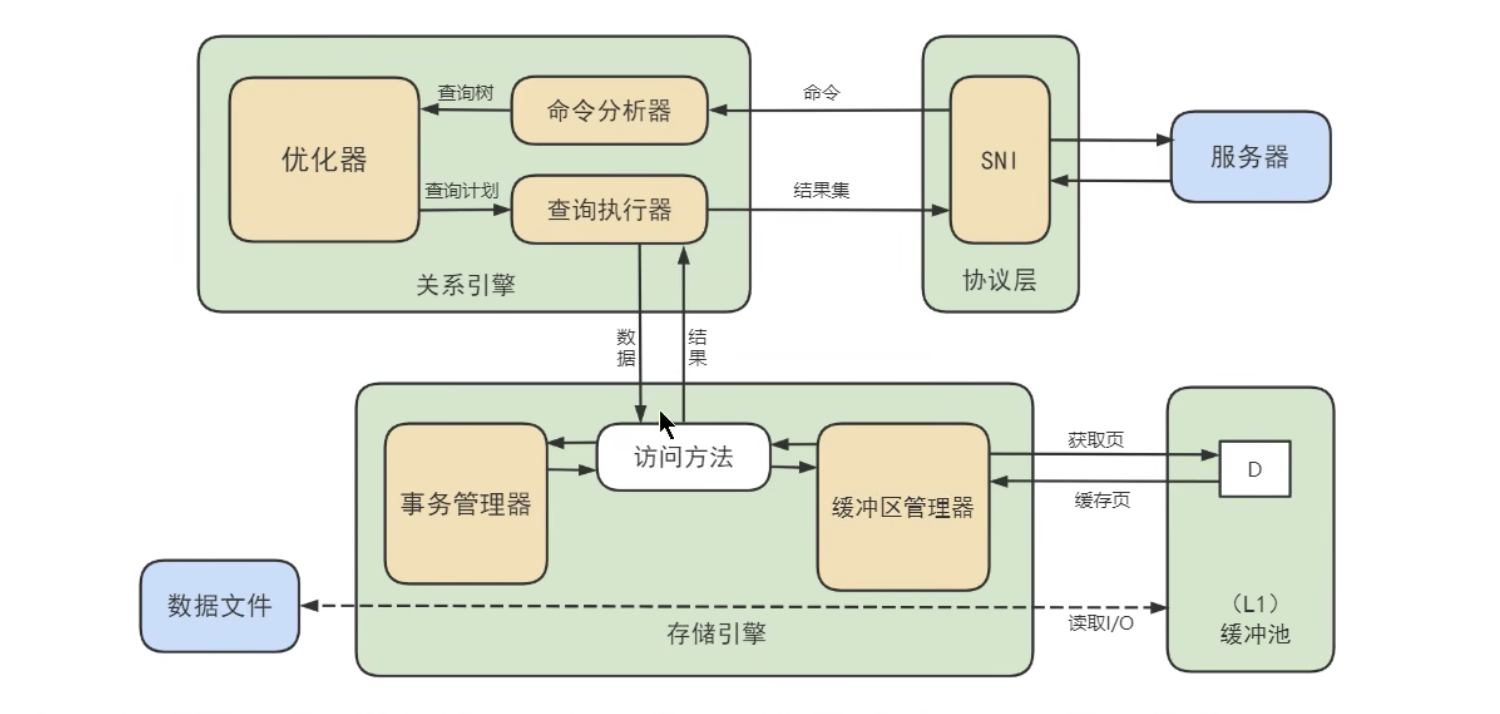 查询树
命令分析器
命令
优化器
SNI
服务器
查询计划
查询执行器
结果集
关系引擎
协议层
数据
结果
访问方法
获取页
D
事务管理器
缓冲区管理器
缓存页
数据文件
存储引擎
读取I/O
（L1）
缓冲池